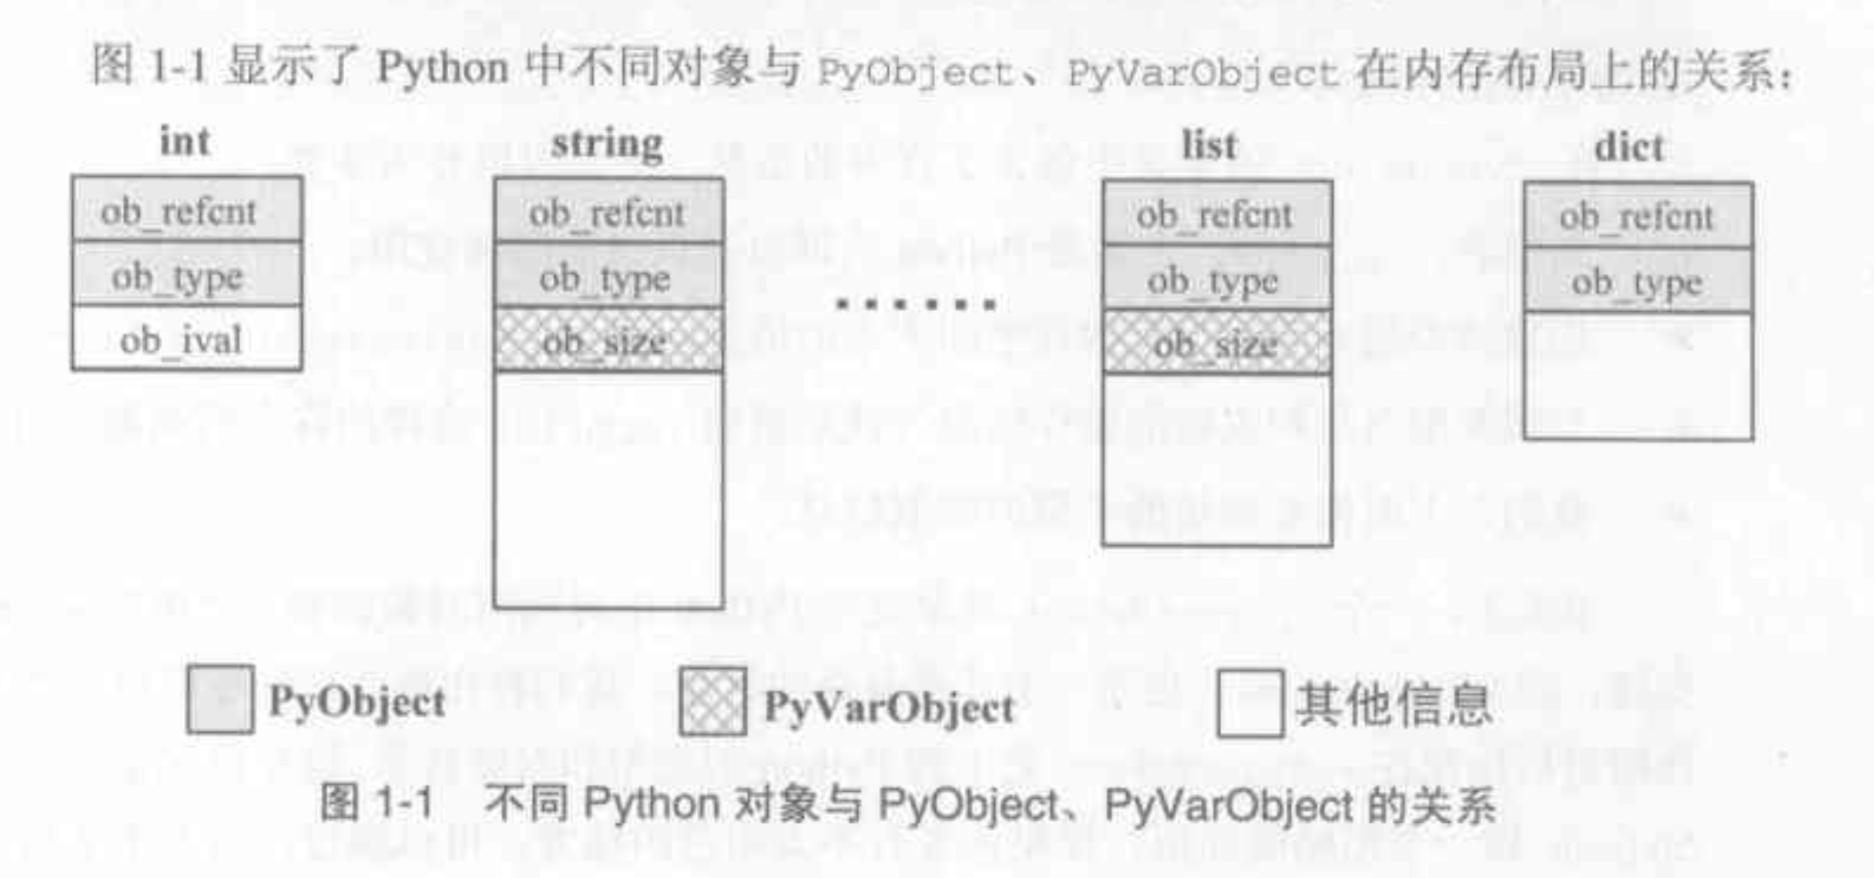 图 1-1 显示了 Python 中不同对象与 PyObject、PyVarObject 在内存布局上的关系：
int
string
list
dict
ob_refcnt
ob_type
ob_ival
ob_refcnt
ob_type
ob_size
......
ob_refcnt
ob_type
ob_size
ob_refcnt
ob_type
PyObject
PyVarObject
其他信息
图 1-1 不同 Python 对象与 PyObject、PyVarObject 的关系